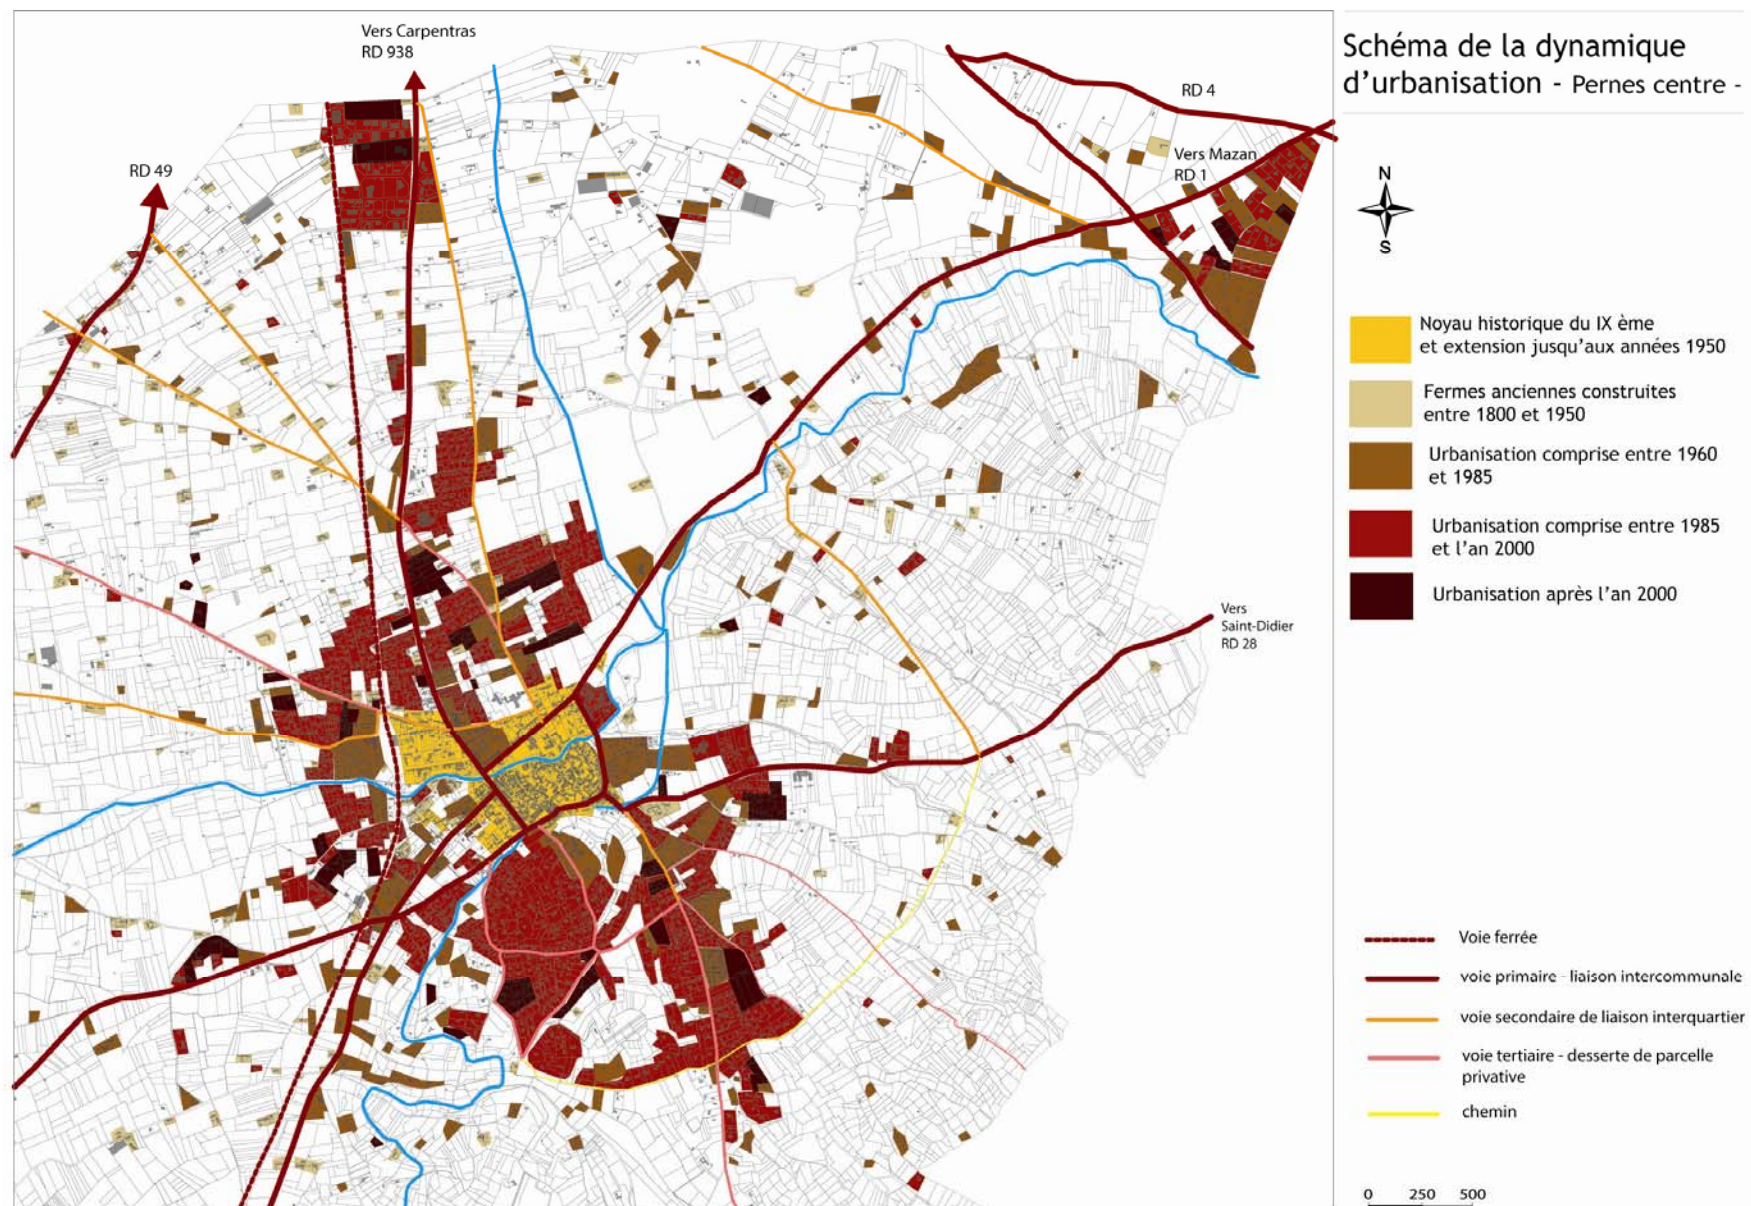 Vers Carpentras
RD 938
Schéma de la dynamique
d'urbanisation - Pernes centre -
RD 4
RD 49
Vers Mazan
RD 1
N
S
Noyau historique du IX ème
et extension jusqu'aux années 1950
Fermes anciennes construites
entre 1800 et 1950
Urbanisation comprise entre 1960
et 1985
Urbanisation comprise entre 1985
et l'an 2000
Urbanisation après l'an 2000
Vers
Saint-Didier
RD 28
Voie ferrée
voie primaire - liaison intercommunale
voie secondaire de liaison interquartier
voie tertiaire - desserte de parcelle
privative
chemin
0 250 500